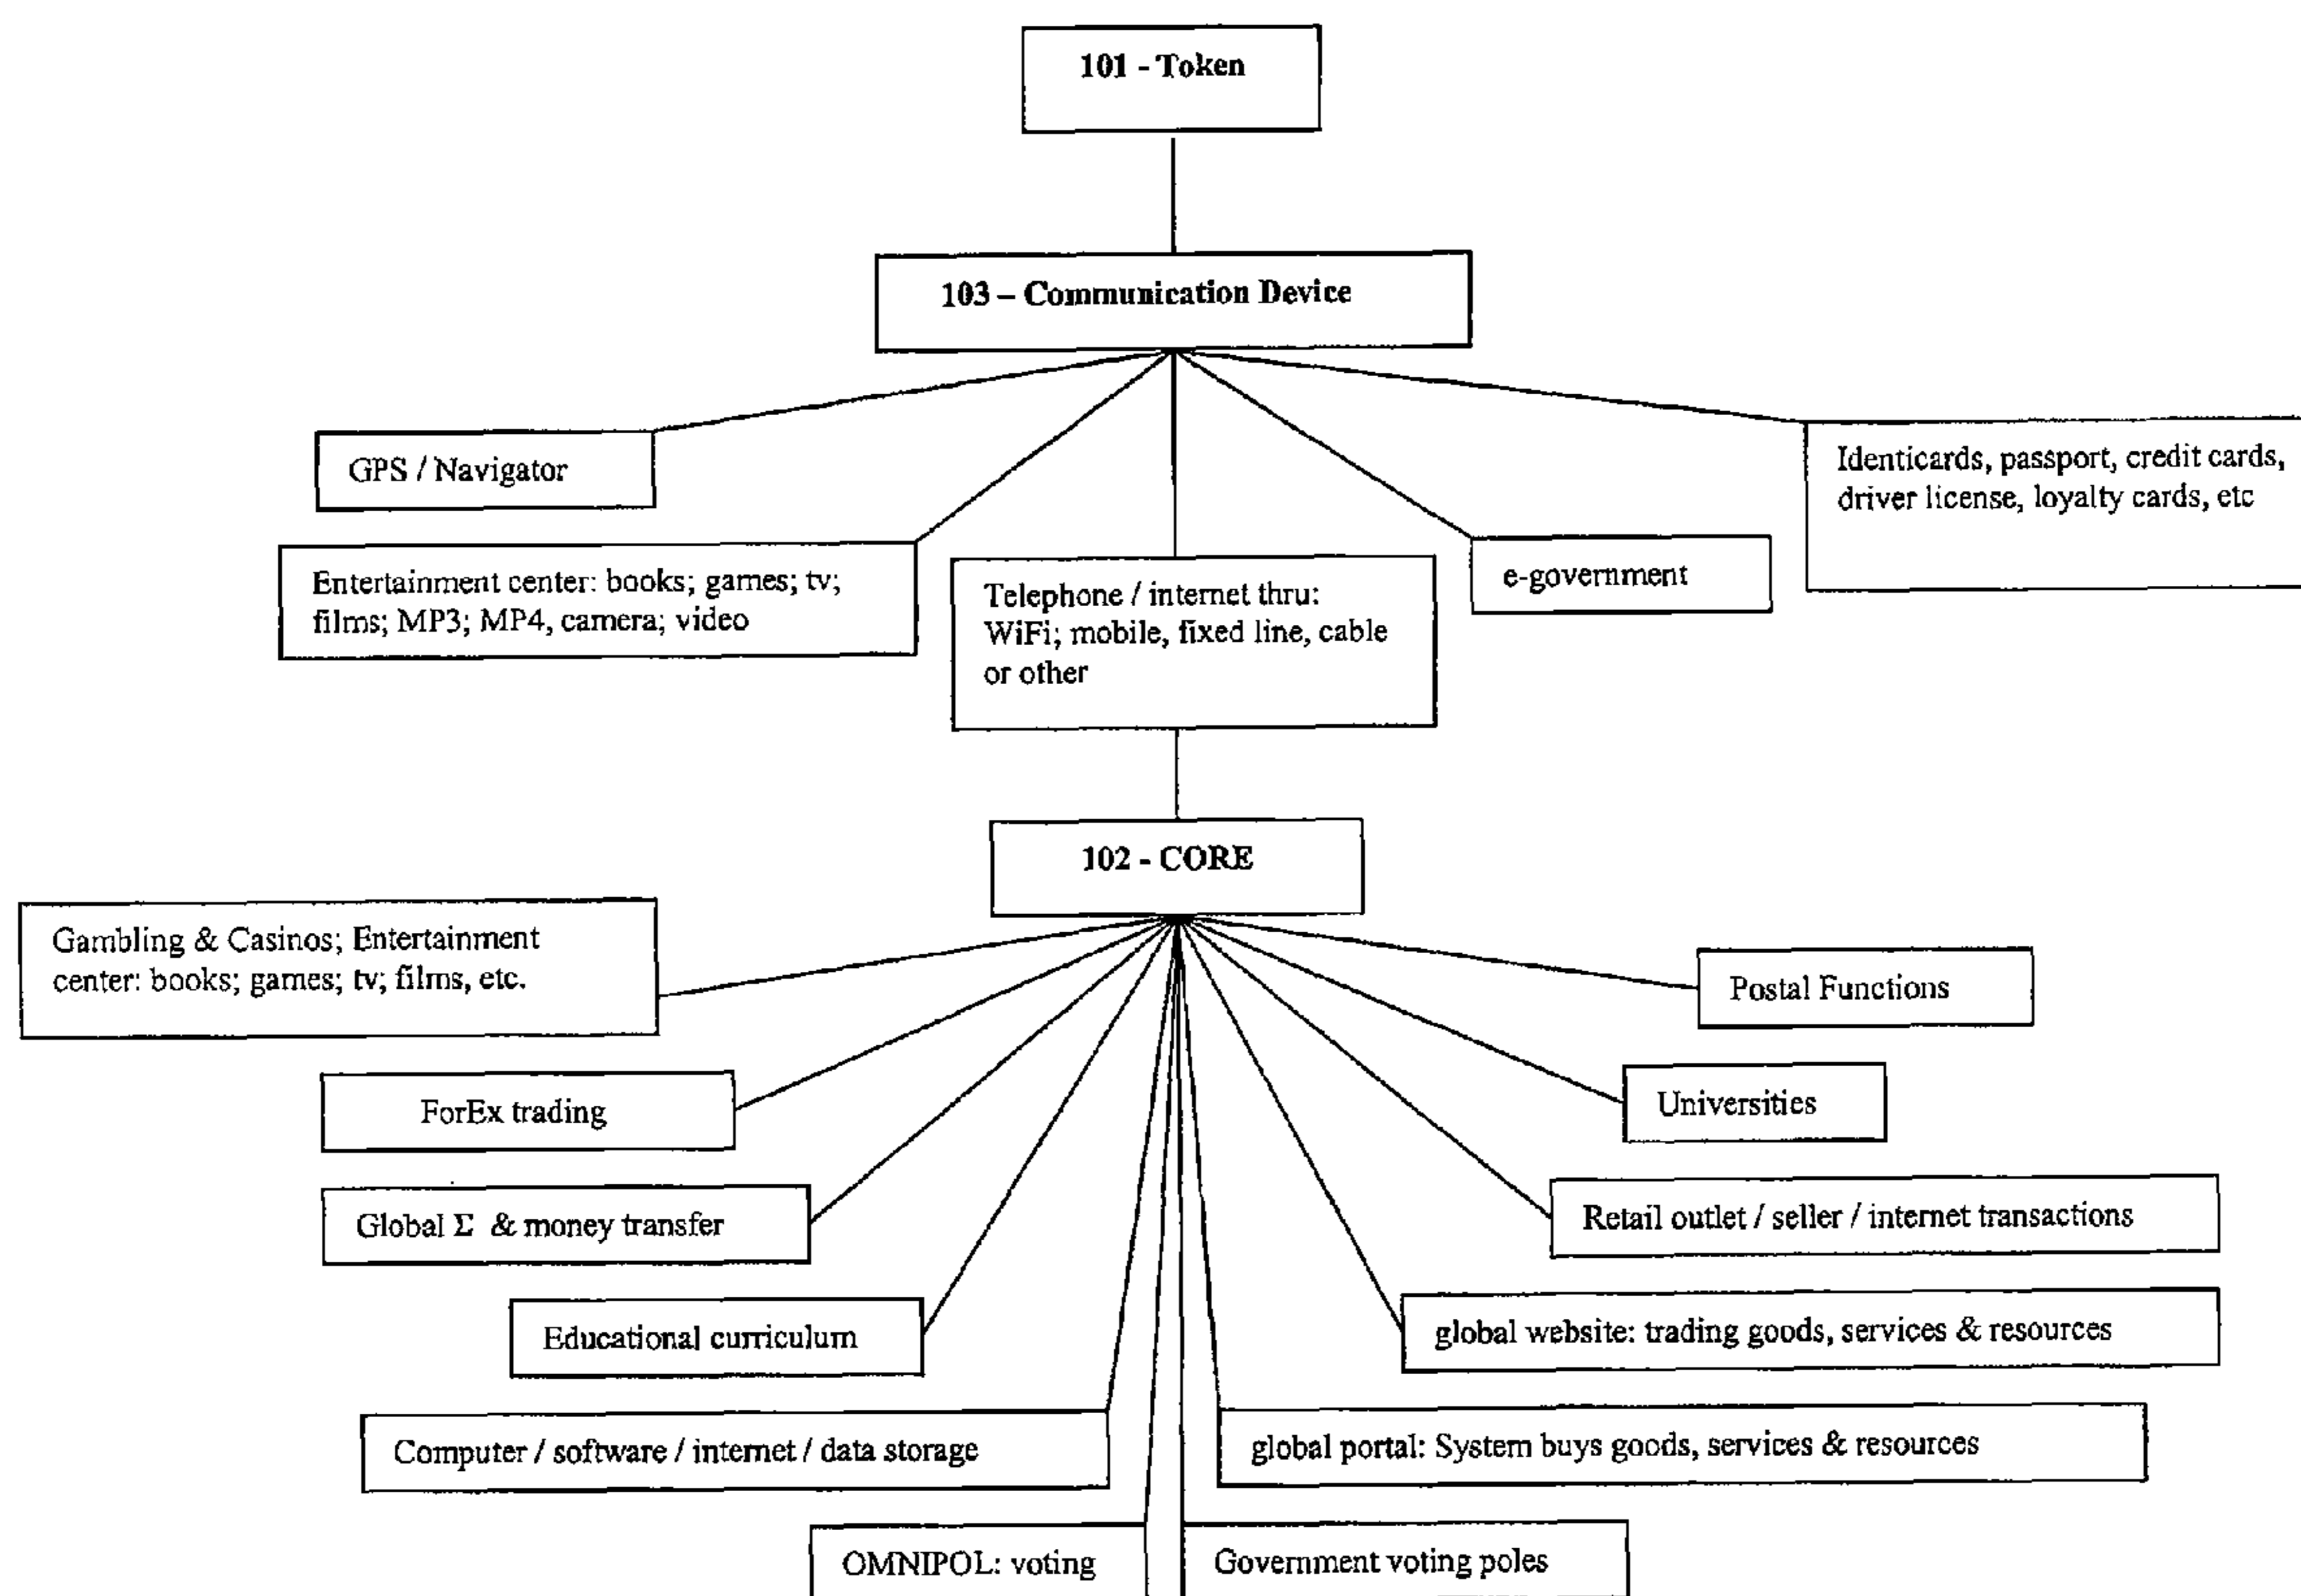 101 - Token
103 – Communication Device
GPS / Navigator
Identicards, passport, credit cards,
driver license, loyalty cards, etc
Entertainment center: books; games; tv;
films; MP3; MP4, camera; video
Telephone / internet thru:
WiFi; mobile, fixed line, cable
or other
e-government
102 - CORE
Gambling & Casinos; Entertainment
center: books; games; tv; films, etc.
Postal Functions
ForEx trading
Universities
Global Σ & money transfer
Retail outlet / seller / internet transactions
Educational curriculum
global website: trading goods, services & resources
Computer / software / internet / data storage
global portal: System buys goods, services & resources
OMNIPOL: voting
Government voting poles